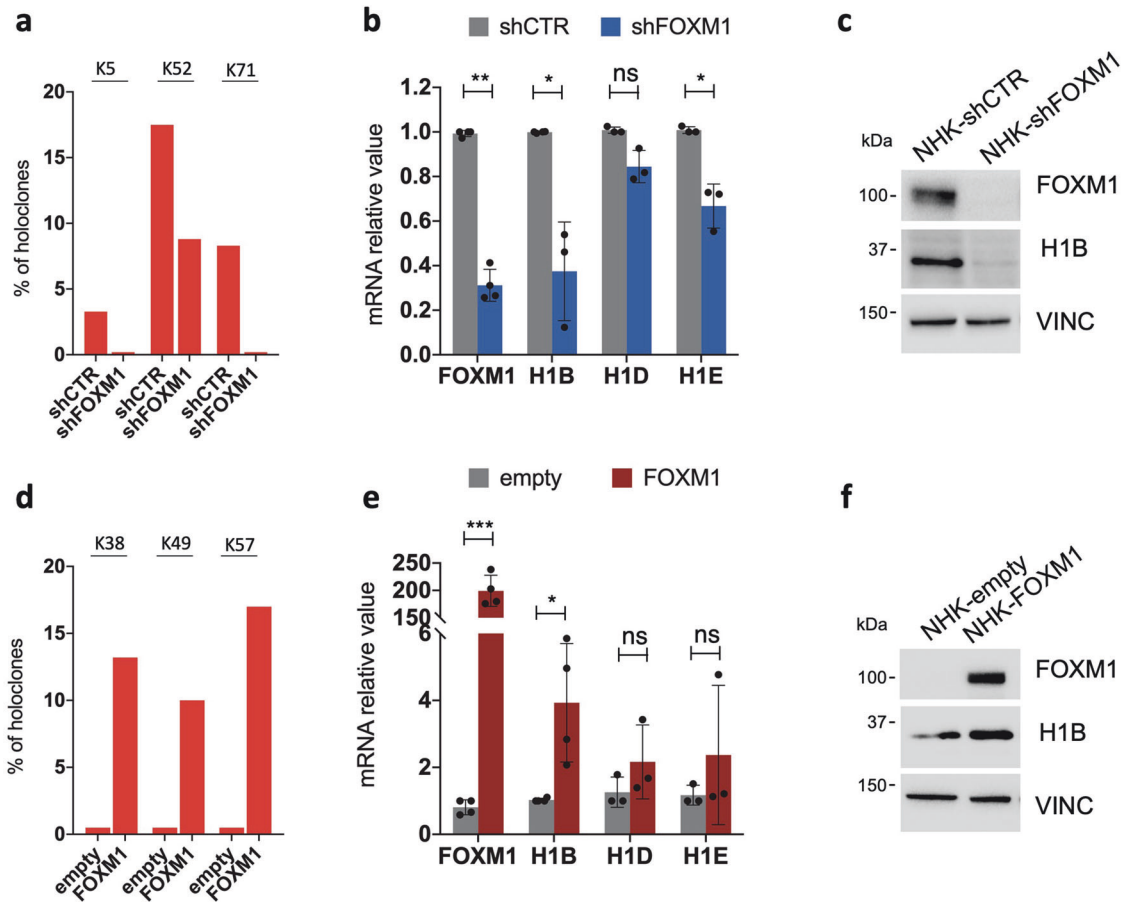 a
K5 K52 K71
% of holoclones
20
15
10
5
0
shCTR
shFOXM1
shCTR
shFOXM1
shCTR
shFOXM1
b
shCTR shFOXM1
mRNA relative value
** * ns *
1.2
1.0
0.8
0.6
0.4
0.2
0.0
FOXM1 H1B H1D H1E
c
NHK-shCTR
NHK-shFOXM1
kDa
100- FOXM1
37- H1B
150- VINC
d
K38 K49 K57
% of holoclones
20
15
10
5
0
empty
FOXM1
empty
FOXM1
empty
FOXM1
e
empty FOXM1
mRNA relative value
*** * ns ns
250
200
150
6
4
2
0
FOXM1 H1B H1D H1E
f
NHK-empty
NHK-FOXM1
kDa
100- FOXM1
37- H1B
150- VINC